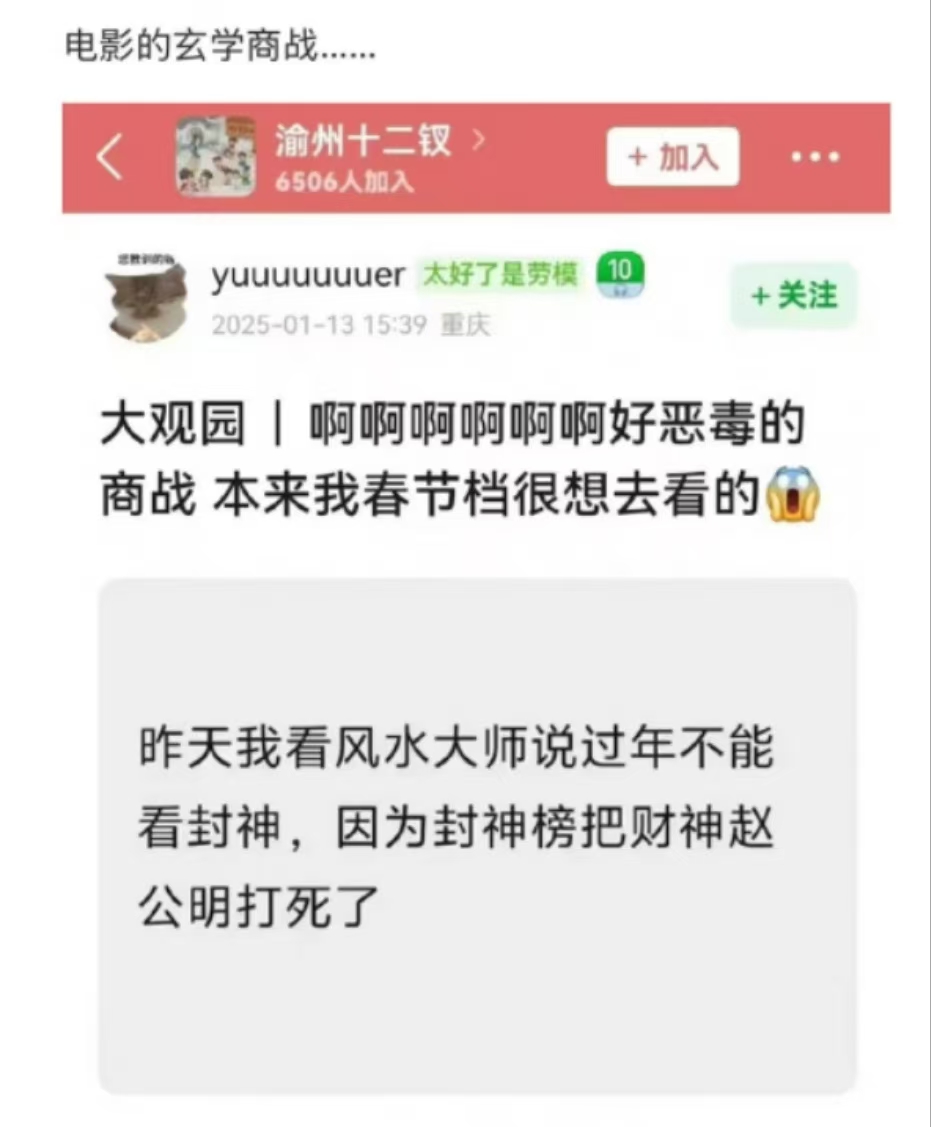 电影的玄学商战……
渝州十二钗 >
6506人加入
+ 加入
yuuuuuuuer 太好了是劳模 10
2025-01-13 15:39 重庆
+ 关注
大观园 | 啊啊啊啊啊啊好恶毒的
商战 本来我春节档很想去看的😱
昨天我看风水大师说过年不能
看封神，因为封神榜把财神赵
公明打死了